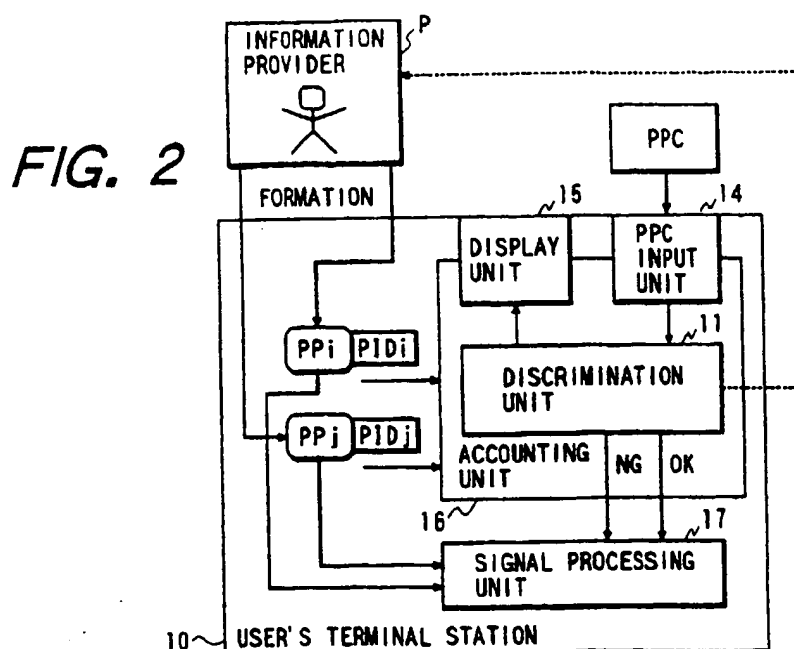 FIG. 2
INFORMATION
PROVIDER
P
FORMATION
PPC
15
14
DISPLAY
UNIT
PPC
INPUT
UNIT
11
PPi PIDi
DISCRIMINATION
UNIT
PPj PIDj
ACCOUNTING
UNIT
NG OK
16
17
SIGNAL PROCESSING
UNIT
10 USER'S TERMINAL STATION